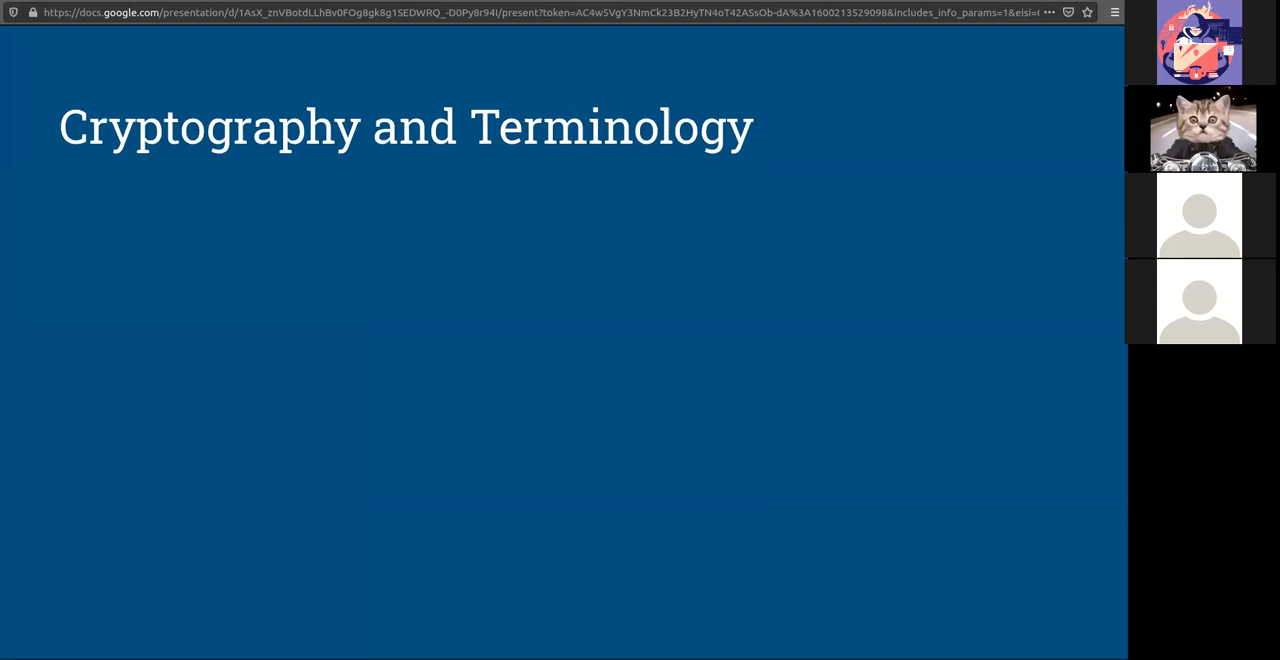 https://docs.google.com/presentation/d/1AsX_znVBotdLLhBv0FOg8gk8g1SEDWRQ_-D0Py8r94I/present?token=AC4w5VgY3NmCk23B2HyTN4oT42ASsOb-dA%3A1600213529098&includes_info_params=1&eisi=
Cryptography and Terminology